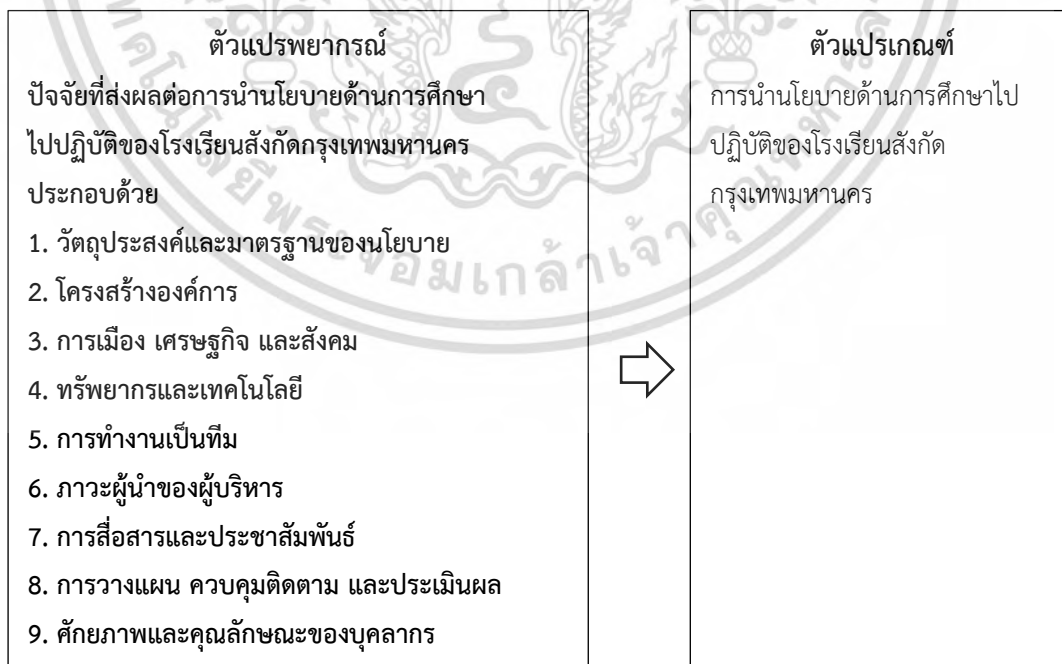 ตัวแปรพยากรณ์
ปัจจัยที่ส่งผลต่อการนำนโยบายด้านการศึกษา
ไปปฏิบัติของโรงเรียนสังกัดกรุงเทพมหานคร
ประกอบด้วย
1. วัตถุประสงค์และมาตรฐานของนโยบาย
2. โครงสร้างองค์การ
3. การเมือง เศรษฐกิจ และสังคม
4. ทรัพยากรและเทคโนโลยี
5. การทำงานเป็นทีม
6. ภาวะผู้นำของผู้บริหาร
7. การสื่อสารและประชาสัมพันธ์
8. การวางแผน ควบคุมติดตาม และประเมินผล
9. ศักยภาพและคุณลักษณะของบุคลากร
ตัวแปรเกณฑ์
การนำนโยบายด้านการศึกษาไป
ปฏิบัติของโรงเรียนสังกัด
กรุงเทพมหานคร